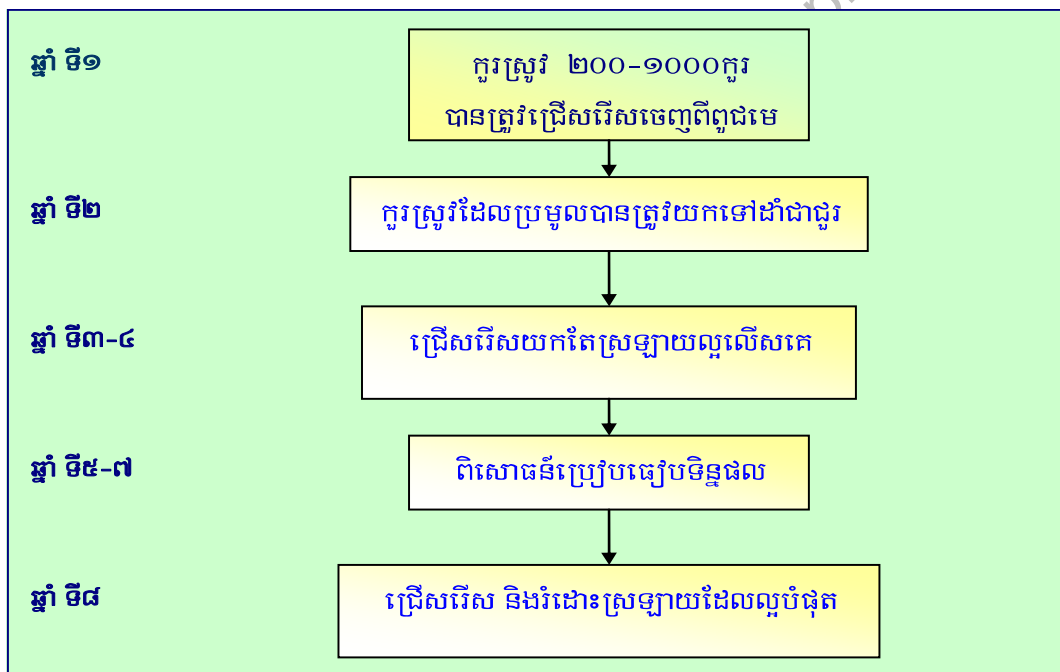 ឆ្នាំ ទី១
កួរស្រូវ ២០០-១០០០កួរ
បានត្រូវជ្រើសរើសចេញពីពូជមេ
ឆ្នាំ ទី២
កួរស្រូវដែលប្រមូលបានត្រូវយកទៅដាំជាជួរ
ឆ្នាំ ទី៣-៤
ជ្រើសរើសយកតែស្រឡាយល្អលើសគេ
ឆ្នាំ ទី៥-៧
ពិសោធន៍ប្រៀបធៀបទិន្នផល
ឆ្នាំ ទី៨
ជ្រើសរើស និងរំដោះស្រឡាយដែលល្អបំផុត